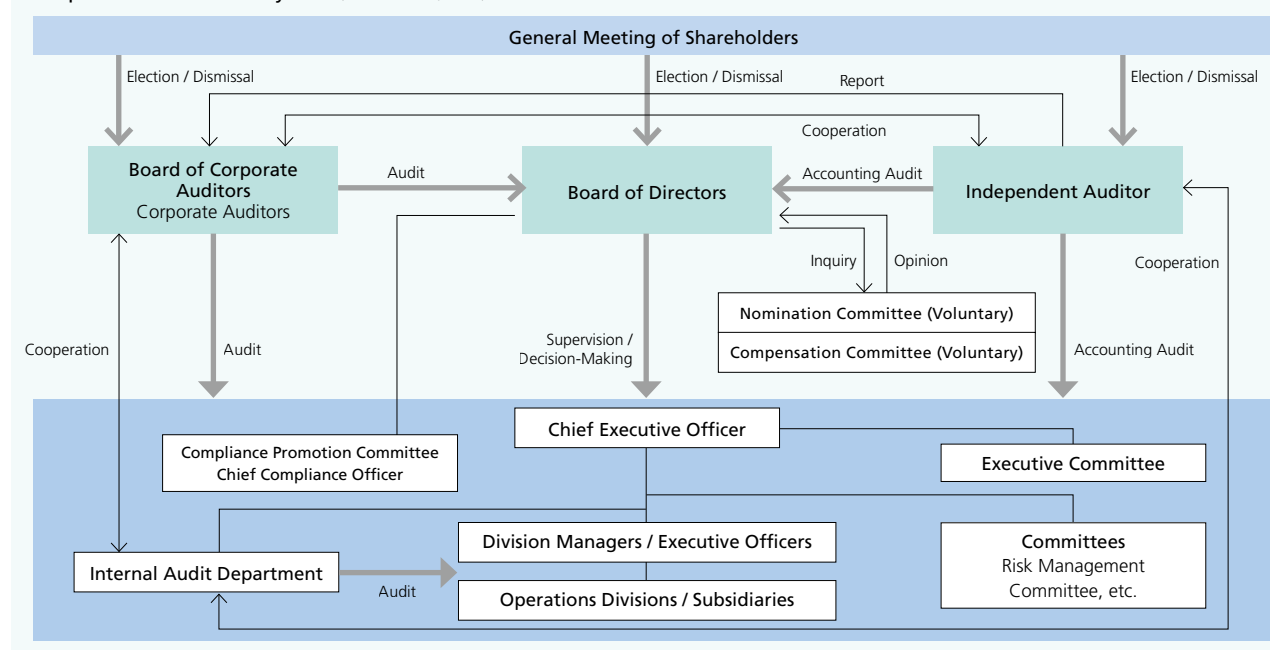 General Meeting of Shareholders
Election / Dismissal
Election / Dismissal
Election / Dismissal
Report
Cooperation
Board of Corporate
Auditors
Corporate Auditors
Audit
Board of Directors
Accounting Audit
Independent Auditor
Inquiry
Opinion
Cooperation
Nomination Committee (Voluntary)
Compensation Committee (Voluntary)
Cooperation
Audit
Supervision /
Decision-Making
Accounting Audit
Chief Executive Officer
Compliance Promotion Committee
Chief Compliance Officer
Executive Committee
Division Managers / Executive Officers
Committees
Risk Management
Committee, etc.
Internal Audit Department
Audit
Operations Divisions / Subsidiaries